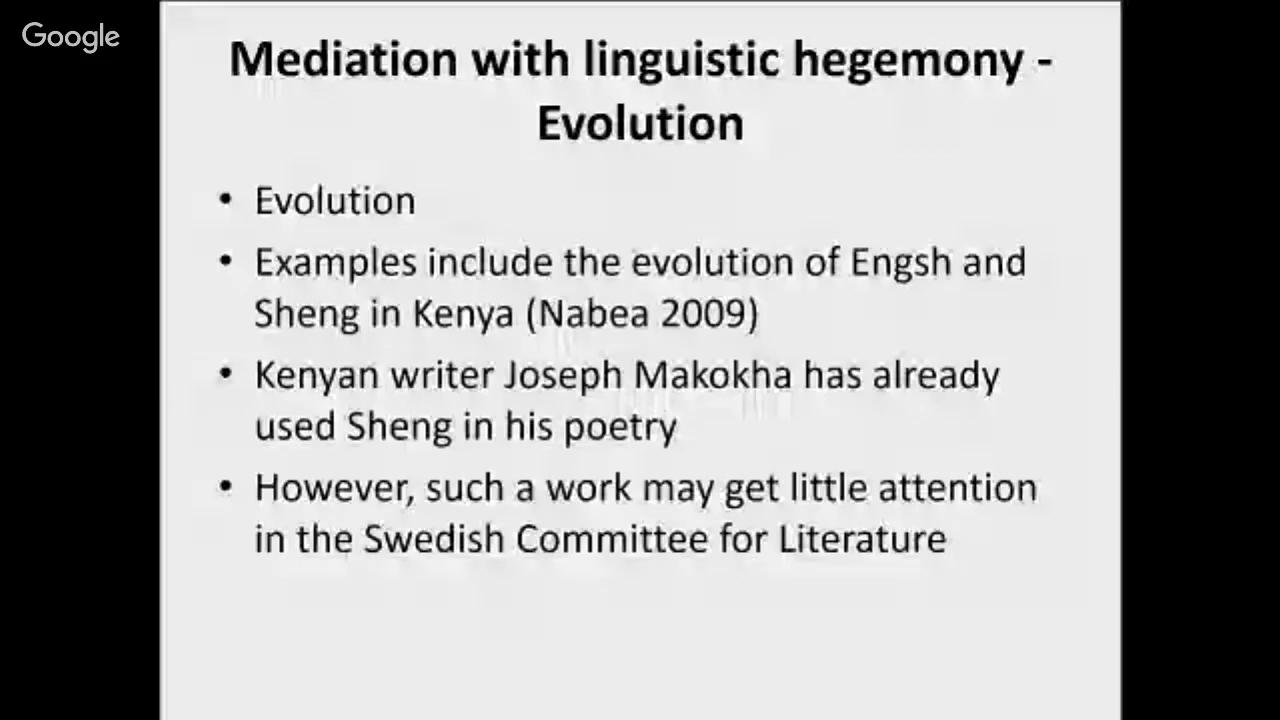 Google
Mediation with linguistic hegemony -
Evolution
• Evolution
• Examples include the evolution of Engsh and
Sheng in Kenya (Nabea 2009)
• Kenyan writer Joseph Makokha has already
used Sheng in his poetry
• However, such a work may get little attention
in the Swedish Committee for Literature